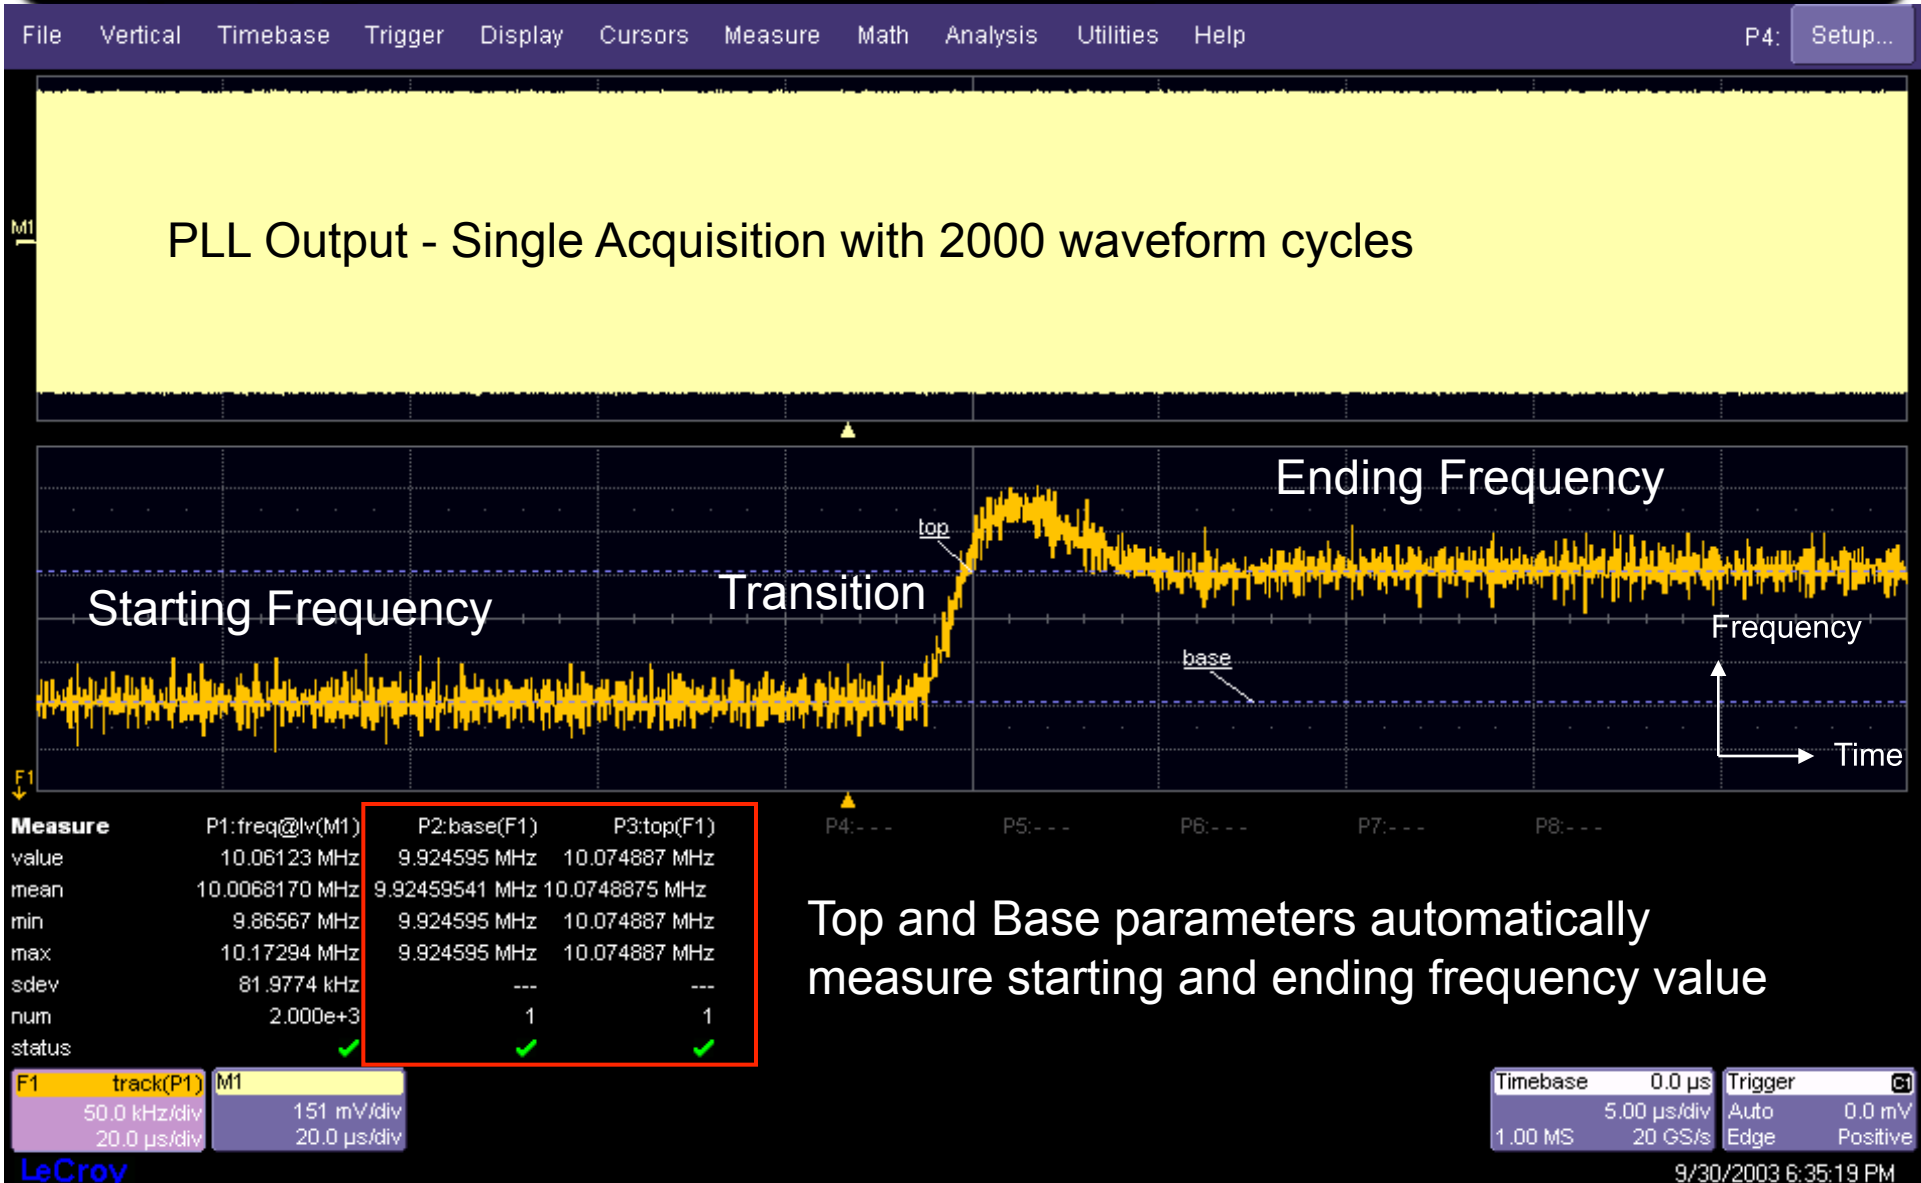 File Vertical Timebase Trigger Display Cursors Measure Math Analysis Utilities Help P4: Setup...
M1
PLL Output - Single Acquisition with 2000 waveform cycles
Ending Frequency
top
Starting Frequency
Transition
Frequency
base
Time
F1
Measure P1:freq@lv(M1) P2:base(F1) P3:top(F1) P4:- - - P5:- - - P6:- - - P7:- - - P8:- - -
value 10.06123 MHz 9.924595 MHz 10.074887 MHz
mean 10.0068170 MHz 9.92459541 MHz 10.0748875 MHz
min 9.86567 MHz 9.924595 MHz 10.074887 MHz
max 10.17294 MHz 9.924595 MHz 10.074887 MHz
sdev 81.9774 kHz --- ---
num 2.000e+3 1 1
status
Top and Base parameters automatically
measure starting and ending frequency value
F1 track(P1) M1
50.0 kHz/div 151 mV/div
20.0 µs/div 20.0 µs/div
Timebase 0.0 µs Trigger C1
5.00 µs/div Auto 0.0 mV
1.00 MS 20 GS/s Edge Positive
LeCroy
9/30/2003 6:35:19 PM